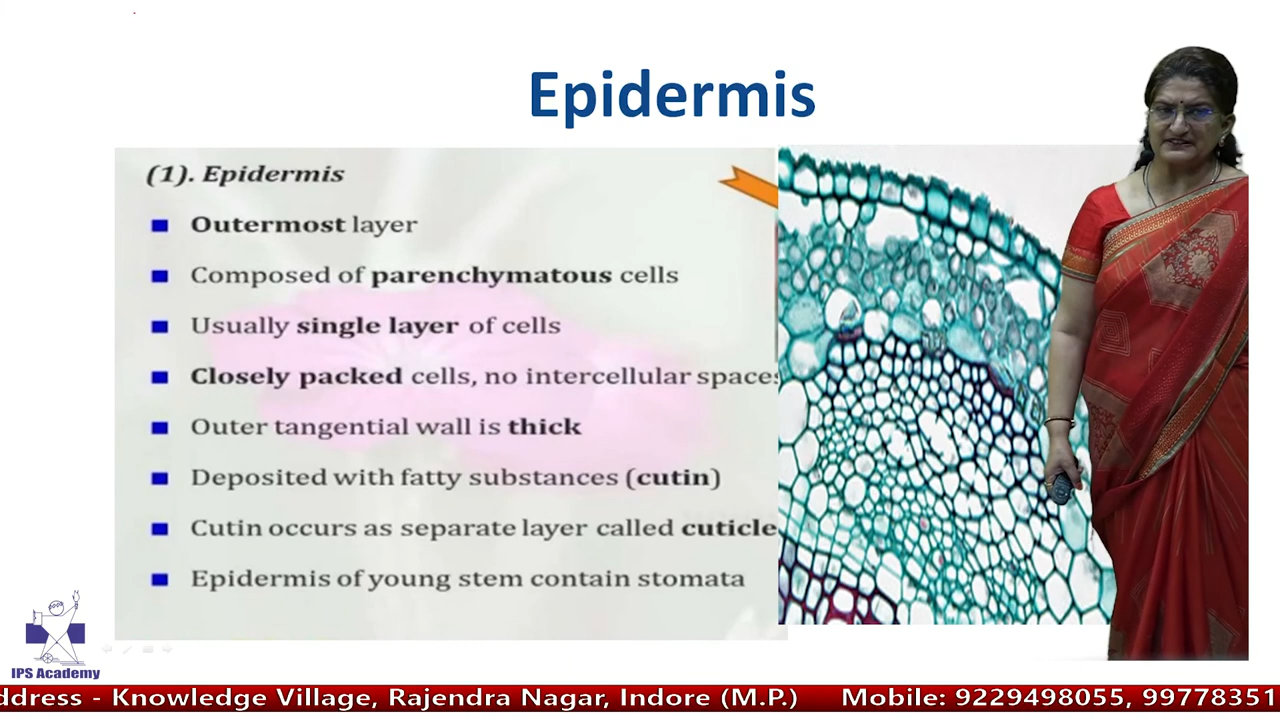 Epidermis
(1). Epidermis
Outermost layer
Composed of parenchymatous cells
Usually single layer of cells
Closely packed cells, no intercellular spaces
Outer tangential wall is thick
Deposited with fatty substances (cutin)
Cutin occurs as separate layer called cuticle
Epidermis of young stem contain stomata
IPS Academy
ddress - Knowledge Village, Rajendra Nagar, Indore (M.P.) Mobile: 9229498055, 99778351